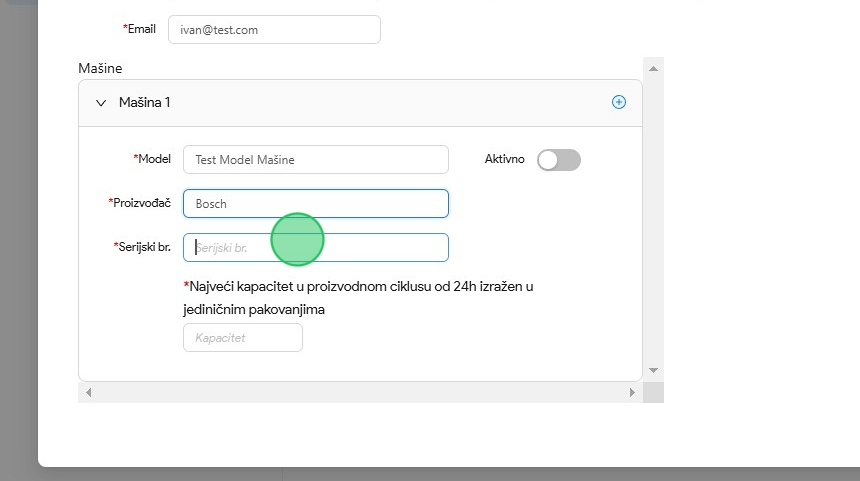 *Email ivan@test.com
Mašine
Mašina 1
*Model Test Model Mašine Aktivno
*Proizvođač Bosch
*Serijski br. Serijski br.
*Najveći kapacitet u proizvodnom ciklusu od 24h izražen u
jediničnim pakovanjima
Kapacitet